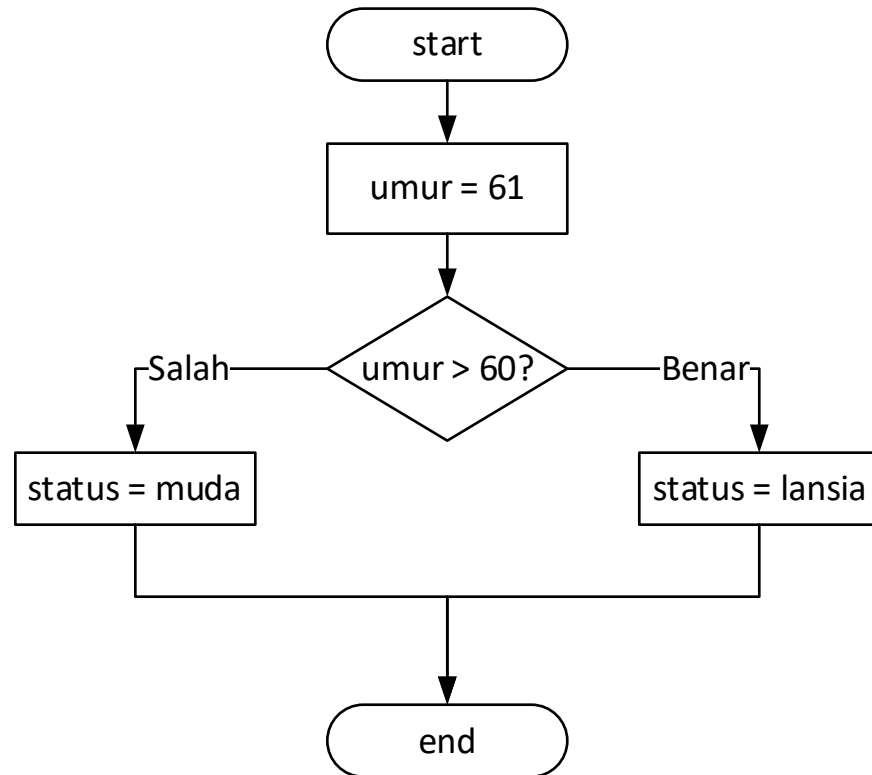 start
umur = 61
umur > 60?
Salah
Benar
status = muda
status = lansia
end